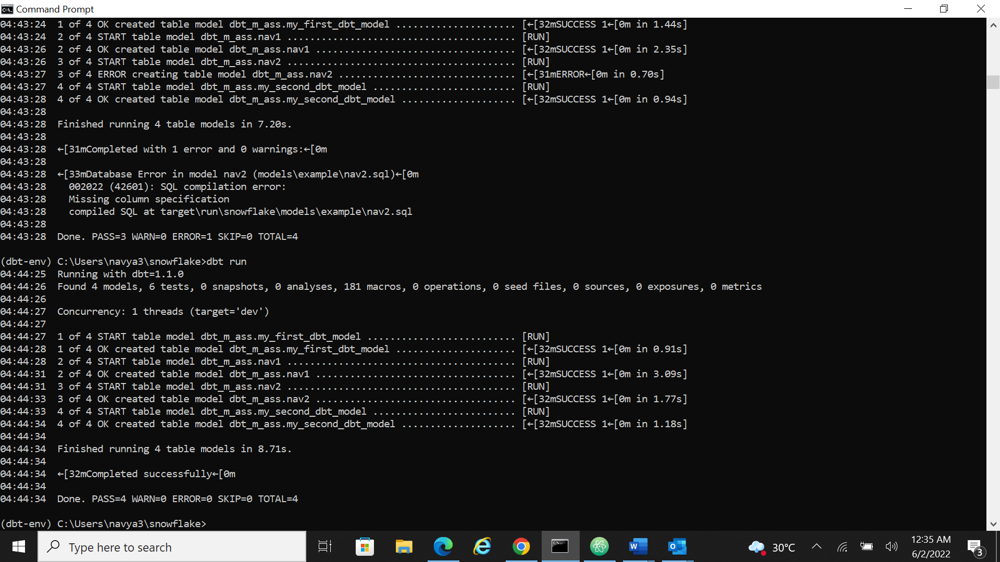 Command Prompt
04:43:24  1 of 4 OK created table model dbt_m_ass.my_first_dbt_model ..................... [←[32mSUCCESS 1←[0m in 1.44s]
04:43:24  2 of 4 START table model dbt_m_ass.nav1 ........................................ [RUN]
04:43:26  2 of 4 OK created table model dbt_m_ass.nav1 ................................... [←[32mSUCCESS 1←[0m in 2.35s]
04:43:26  3 of 4 START table model dbt_m_ass.nav2 ........................................ [RUN]
04:43:27  3 of 4 ERROR creating table model dbt_m_ass.nav2 ............................... [←[31mERROR←[0m in 0.70s]
04:43:27  4 of 4 START table model dbt_m_ass.my_second_dbt_model ......................... [RUN]
04:43:28  4 of 4 OK created table model dbt_m_ass.my_second_dbt_model .................... [←[32mSUCCESS 1←[0m in 0.94s]
04:43:28
04:43:28  Finished running 4 table models in 7.20s.
04:43:28
04:43:28  ←[31mCompleted with 1 error and 0 warnings:←[0m
04:43:28
04:43:28  ←[33mDatabase Error in model nav2 (models\example\nav2.sql)←[0m
04:43:28    002022 (42601): SQL compilation error:
04:43:28    Missing column specification
04:43:28    compiled SQL at target\run\snowflake\models\example\nav2.sql
04:43:28
04:43:28  Done. PASS=3 WARN=0 ERROR=1 SKIP=0 TOTAL=4
(dbt-env) C:\Users\navya3\snowflake>dbt run
04:44:25  Running with dbt=1.1.0
04:44:26  Found 4 models, 6 tests, 0 snapshots, 0 analyses, 181 macros, 0 operations, 0 seed files, 0 sources, 0 exposures, 0 metrics
04:44:26
04:44:27  Concurrency: 1 threads (target='dev')
04:44:27
04:44:27  1 of 4 START table model dbt_m_ass.my_first_dbt_model .......................... [RUN]
04:44:28  1 of 4 OK created table model dbt_m_ass.my_first_dbt_model ..................... [←[32mSUCCESS 1←[0m in 0.91s]
04:44:28  2 of 4 START table model dbt_m_ass.nav1 ........................................ [RUN]
04:44:31  2 of 4 OK created table model dbt_m_ass.nav1 ................................... [←[32mSUCCESS 1←[0m in 3.09s]
04:44:31  3 of 4 START table model dbt_m_ass.nav2 ........................................ [RUN]
04:44:33  3 of 4 OK created table model dbt_m_ass.nav2 ................................... [←[32mSUCCESS 1←[0m in 1.77s]
04:44:33  4 of 4 START table model dbt_m_ass.my_second_dbt_model ......................... [RUN]
04:44:34  4 of 4 OK created table model dbt_m_ass.my_second_dbt_model .................... [←[32mSUCCESS 1←[0m in 1.18s]
04:44:34
04:44:34  Finished running 4 table models in 8.71s.
04:44:34
04:44:34  ←[32mCompleted successfully←[0m
04:44:34
04:44:34  Done. PASS=4 WARN=0 ERROR=0 SKIP=0 TOTAL=4
(dbt-env) C:\Users\navya3\snowflake>
Type here to search
30°C
12:35 AM
6/2/2022
3